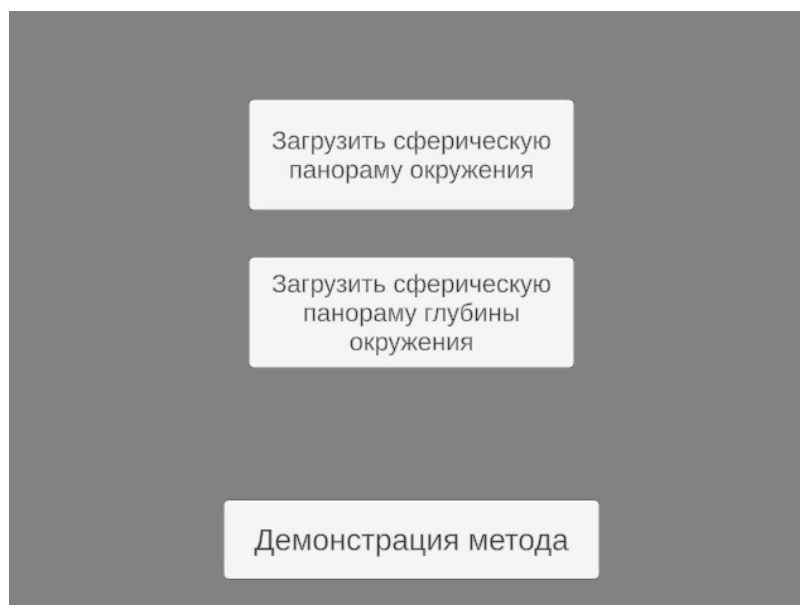 Загрузить сферическую
панораму окружения
Загрузить сферическую
панораму глубины
окружения
Демонстрация метода